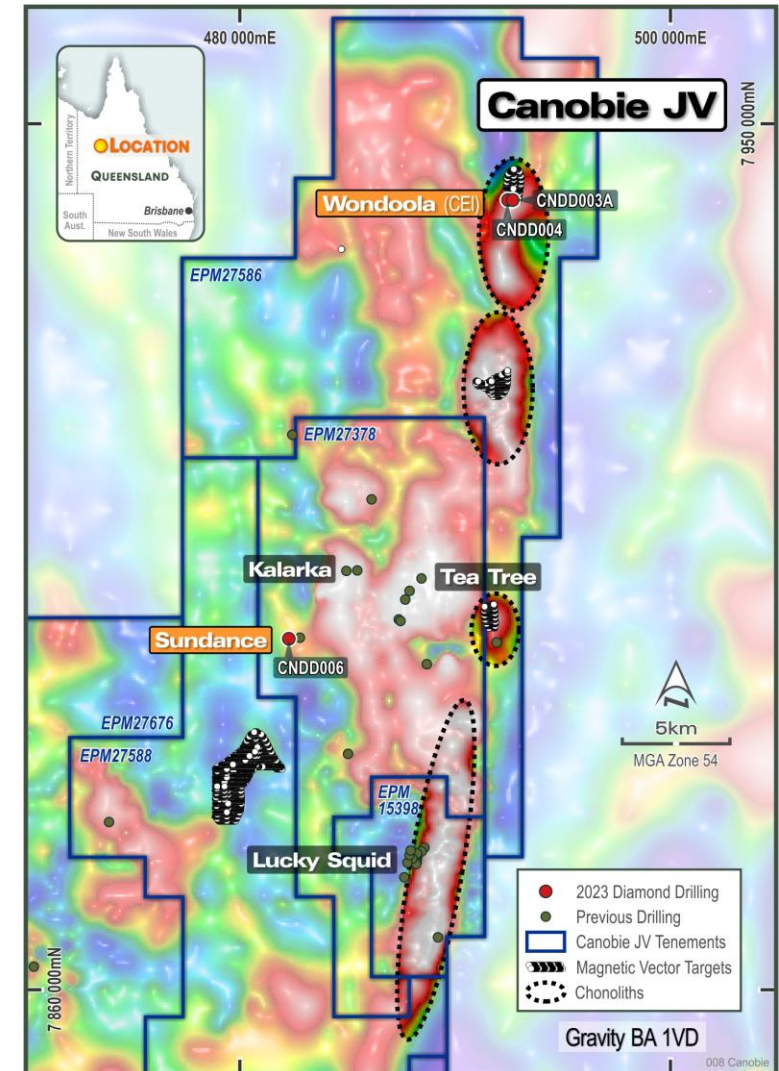 480 000mE
500 000mE
Canobie JV
7 950 000mN
LOCATION
QUEENSLAND
Northern Territory
South
Aust.
Brisbane
New South Wales
Wondoola (CEI)
CNDD003A
CNDD004
EPM27586
EPM27378
Kalarka
Tea Tree
Sundance
CNDD006
EPM27676
EPM27588
N
5km
MGA Zone 54
EPM
15398
Lucky Squid
2023 Diamond Drilling
Previous Drilling
Canobie JV Tenements
Magnetic Vector Targets
Chonoliths
7 860 000mN
Gravity BA 1VD
008 Canobie